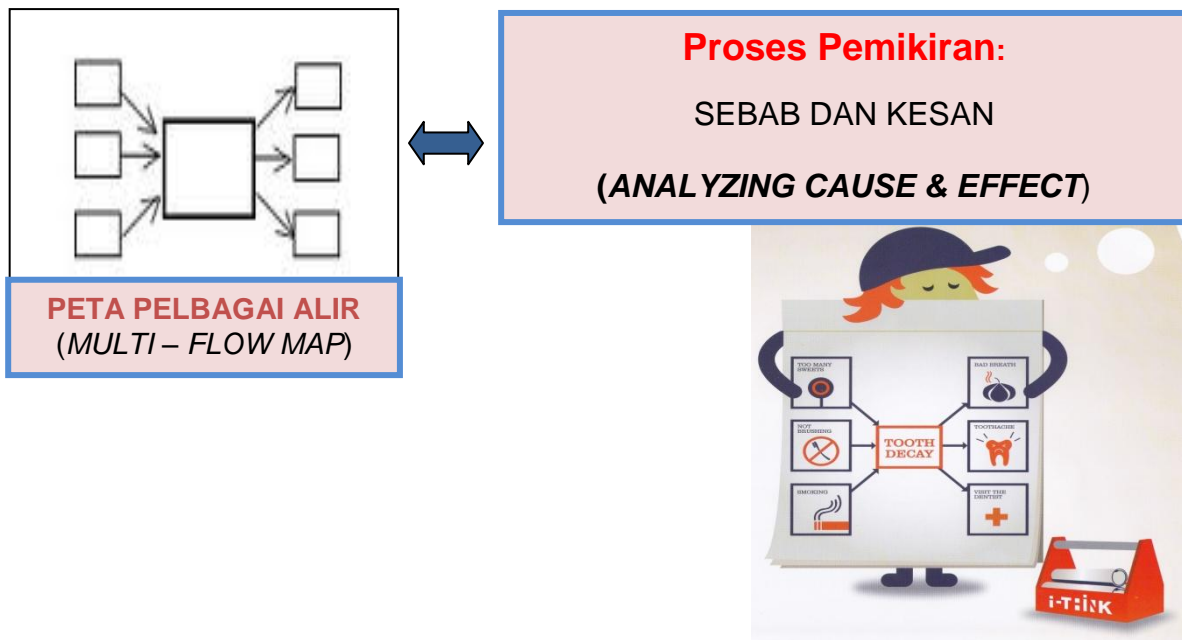 Proses Pemikiran:
SEBAB DAN KESAN
(ANALYZING CAUSE & EFFECT)
PETA PELBAGAI ALIR
(MULTI – FLOW MAP)
TOO MANY
SWEETS
BAD BREATH
NOT
BRUSHING
TOOTH
DECAY
TOOTHACHE
SMOKING
VISIT THE
DENTIST
i-THiNK